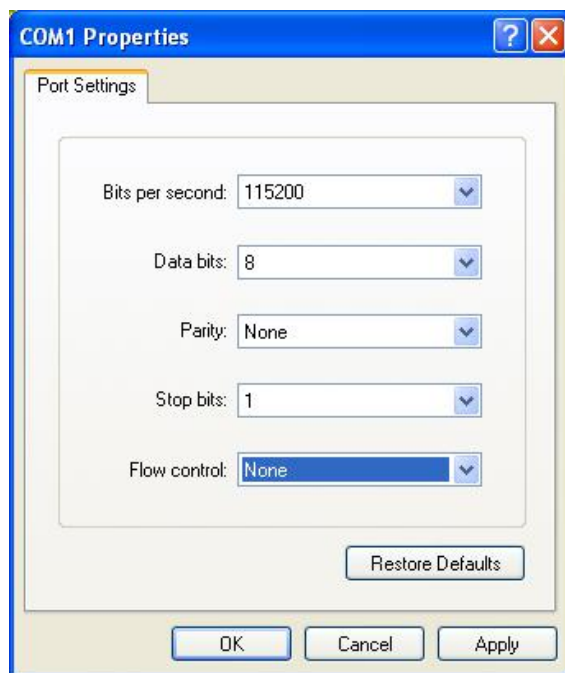 COM1 Properties
Port Settings
Bits per second: 115200
Data bits: 8
Parity: None
Stop bits: 1
Flow control: None
Restore Defaults
OK Cancel Apply